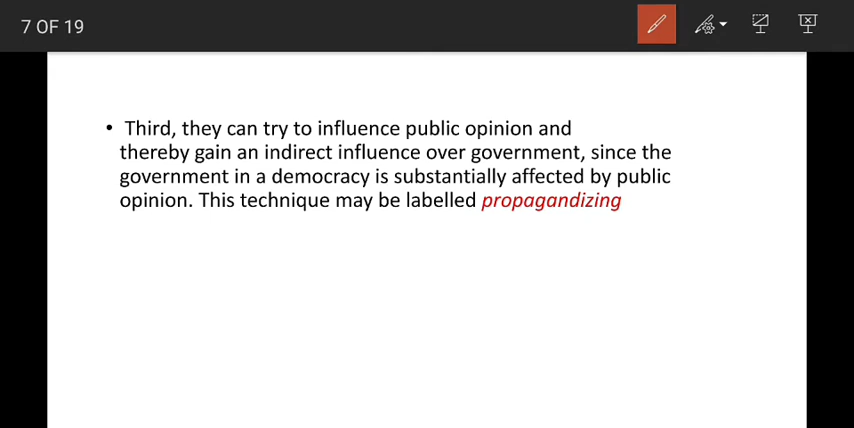 7 OF 19
• Third, they can try to influence public opinion and
thereby gain an indirect influence over government, since the
government in a democracy is substantially affected by public
opinion. This technique may be labelled propagandizing